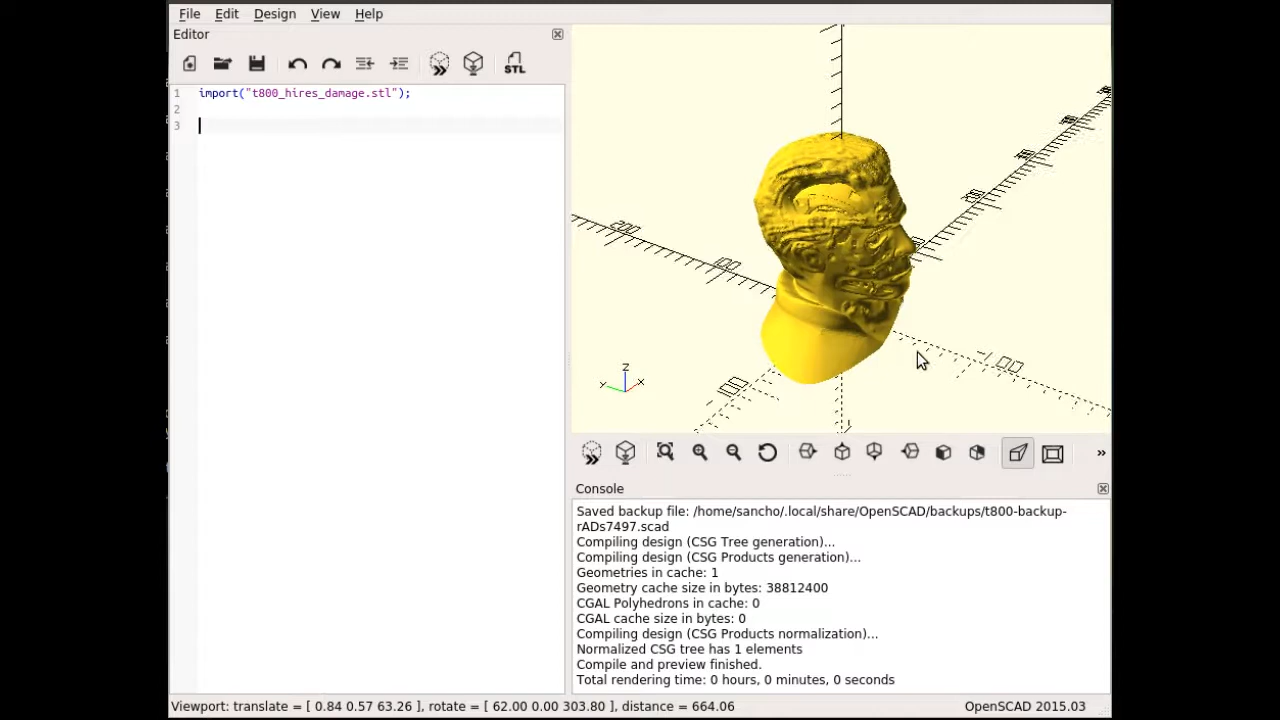 File Edit Design View Help
Editor
STL
1 import("t800_hires_damage.stl");
2
3
200
100
100
100
Z
Console
Saved backup file: /home/sancho/.local/share/OpenSCAD/backups/t800-backup-
rADs7497.scad
Compiling design (CSG Tree generation)...
Compiling design (CSG Products generation)...
Geometries in cache: 1
Geometry cache size in bytes: 38812400
CGAL Polyhedrons in cache: 0
CGAL cache size in bytes: 0
Compiling design (CSG Products normalization)...
Normalized CSG tree has 1 elements
Compile and preview finished.
Total rendering time: 0 hours, 0 minutes, 0 seconds
Viewport: translate = [ 0.84 0.57 63.26 ], rotate = [ 62.00 0.00 303.80 ], distance = 664.06
OpenSCAD 2015.03